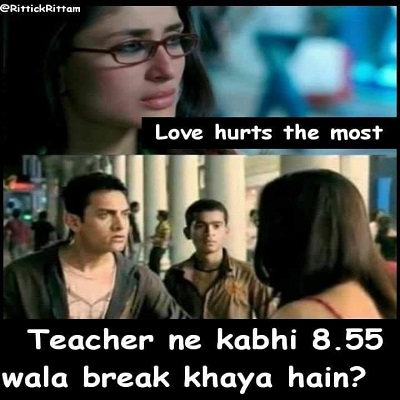 @RittickRittam
Love hurts the most
Teacher ne kabhi 8.55
wala break khaya hain?